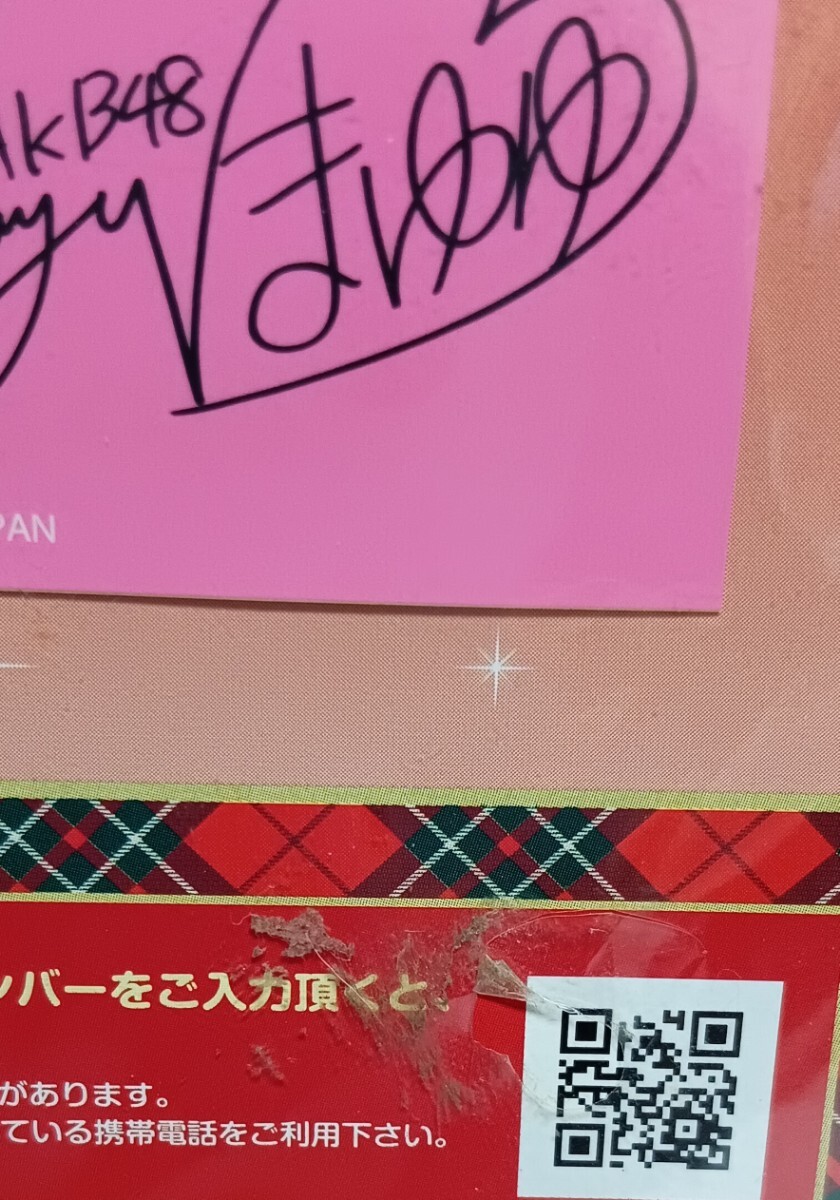 AKB48
まゆゆ
PAN
ンバーをご入力頂くと、
があります。
ている携帯電話をご利用下さい。